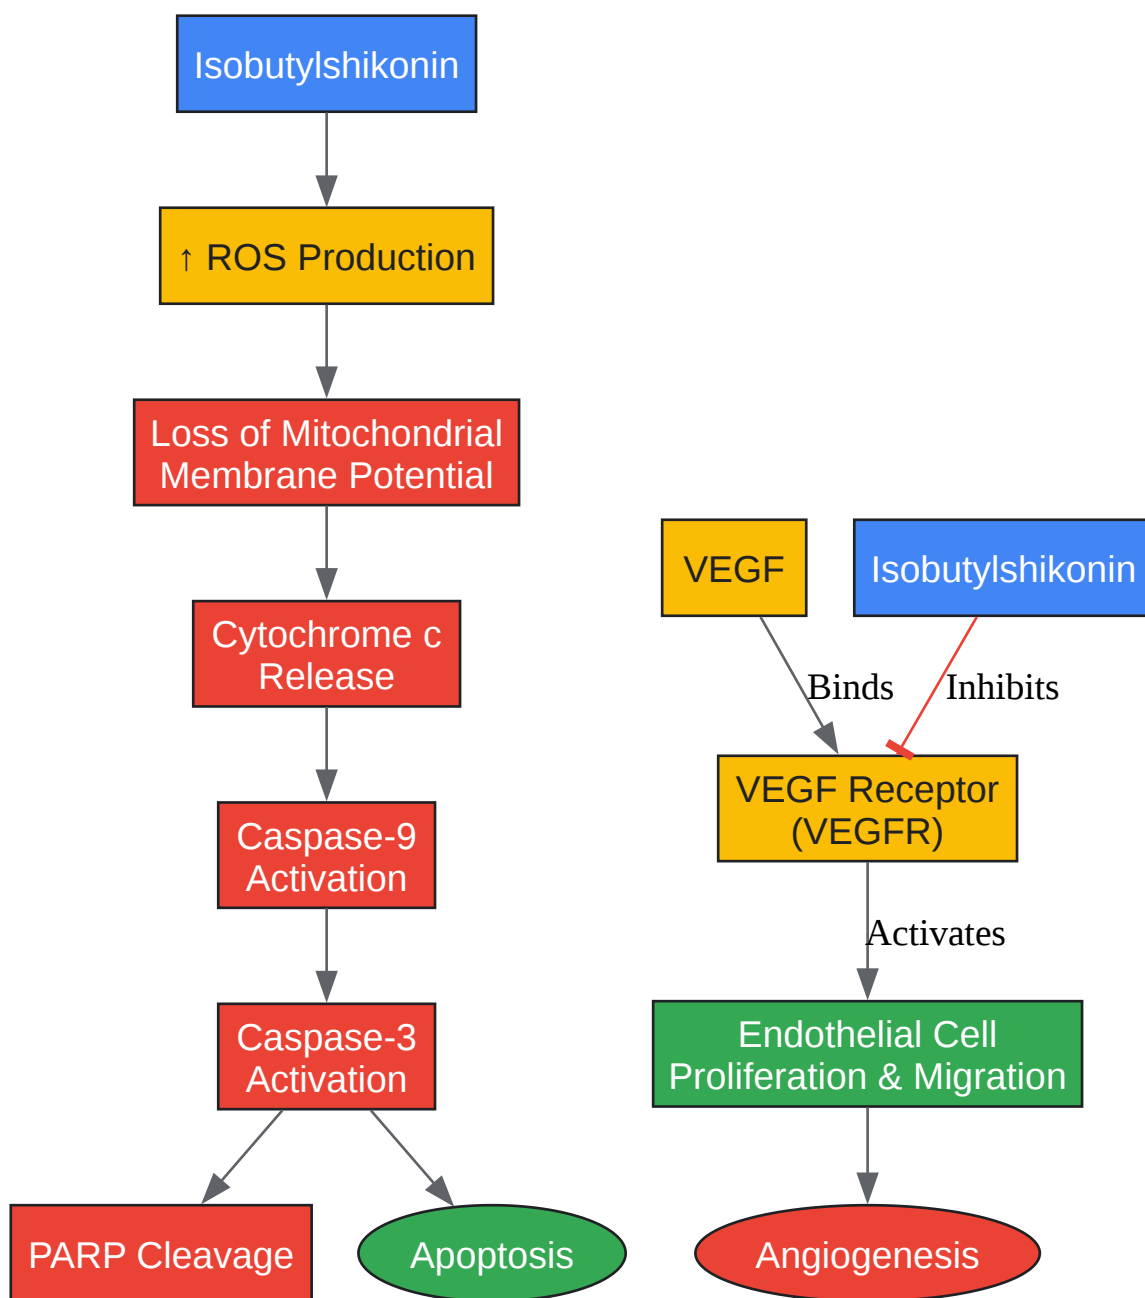 Isobutylshikonin
↑ ROS Production
Loss of Mitochondrial
Membrane Potential
Cytochrome c
Release
Caspase-9
Activation
Caspase-3
Activation
PARP Cleavage
Apoptosis
VEGF
Isobutylshikonin
Binds
Inhibits
VEGF Receptor
(VEGFR)
Activates
Endothelial Cell
Proliferation & Migration
Angiogenesis